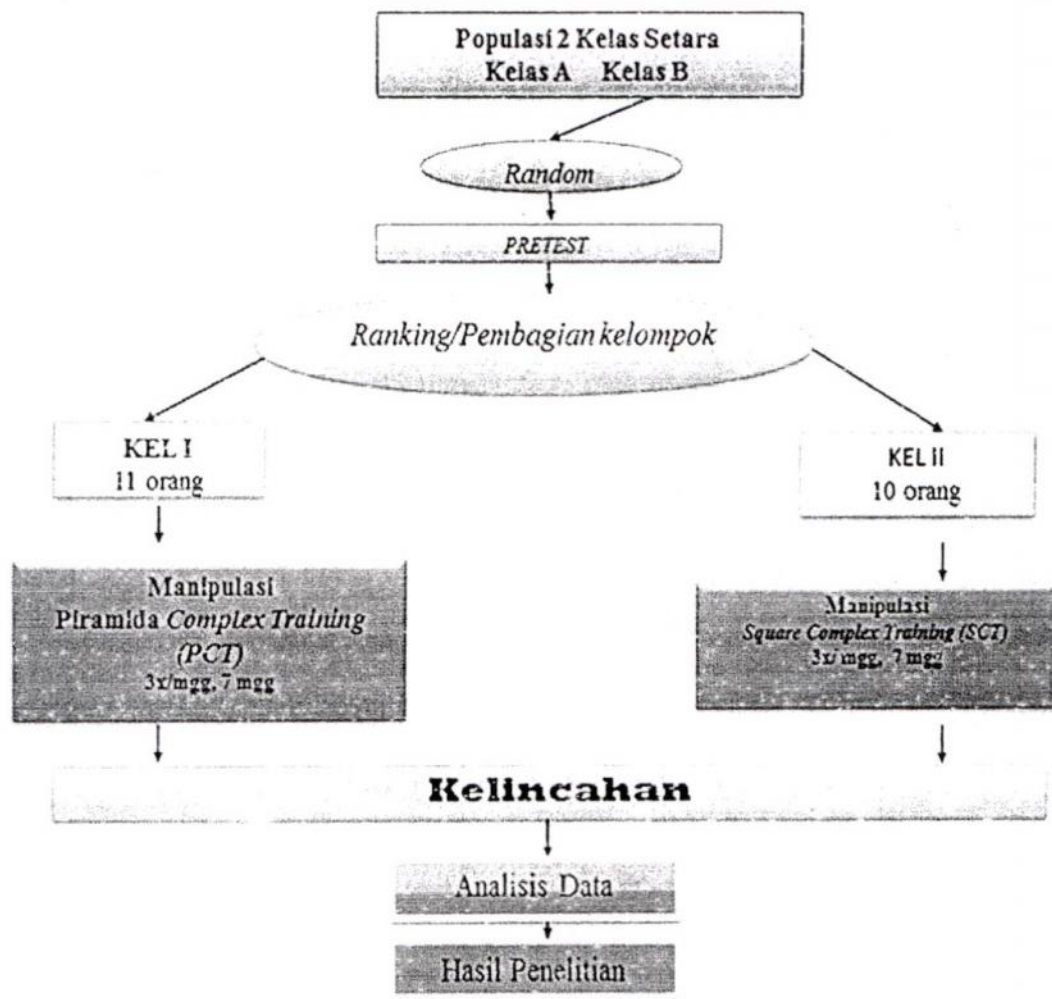 Populasi 2 Kelas Setara
Kelas A Kelas B
Random
PRETEST
Ranking/Pembagian kelompok
KEL I
11 orang
KEL II
10 orang
Manipulasi
Piramida Complex Training
(PCT)
3x/mgg, 7 mgg
Manipulasi
Square Complex Training (SCT)
3x/ mgg, 7 mgg
Kelincahan
Analisis Data
Hasil Penelitian